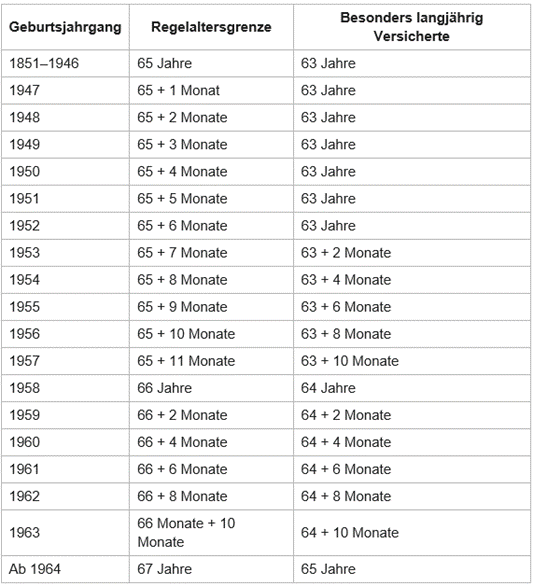 Geburtsjahrgang Regelaltersgrenze Besonders langjährig
Versicherte
1851–1946 65 Jahre 63 Jahre
1947 65 + 1 Monat 63 Jahre
1948 65 + 2 Monate 63 Jahre
1949 65 + 3 Monate 63 Jahre
1950 65 + 4 Monate 63 Jahre
1951 65 + 5 Monate 63 Jahre
1952 65 + 6 Monate 63 Jahre
1953 65 + 7 Monate 63 + 2 Monate
1954 65 + 8 Monate 63 + 4 Monate
1955 65 + 9 Monate 63 + 6 Monate
1956 65 + 10 Monate 63 + 8 Monate
1957 65 + 11 Monate 63 + 10 Monate
1958 66 Jahre 64 Jahre
1959 66 + 2 Monate 64 + 2 Monate
1960 66 + 4 Monate 64 + 4 Monate
1961 66 + 6 Monate 64 + 6 Monate
1962 66 + 8 Monate 64 + 8 Monate
1963 66 Monate + 10
Monate 64 + 10 Monate
Ab 1964 67 Jahre 65 Jahre